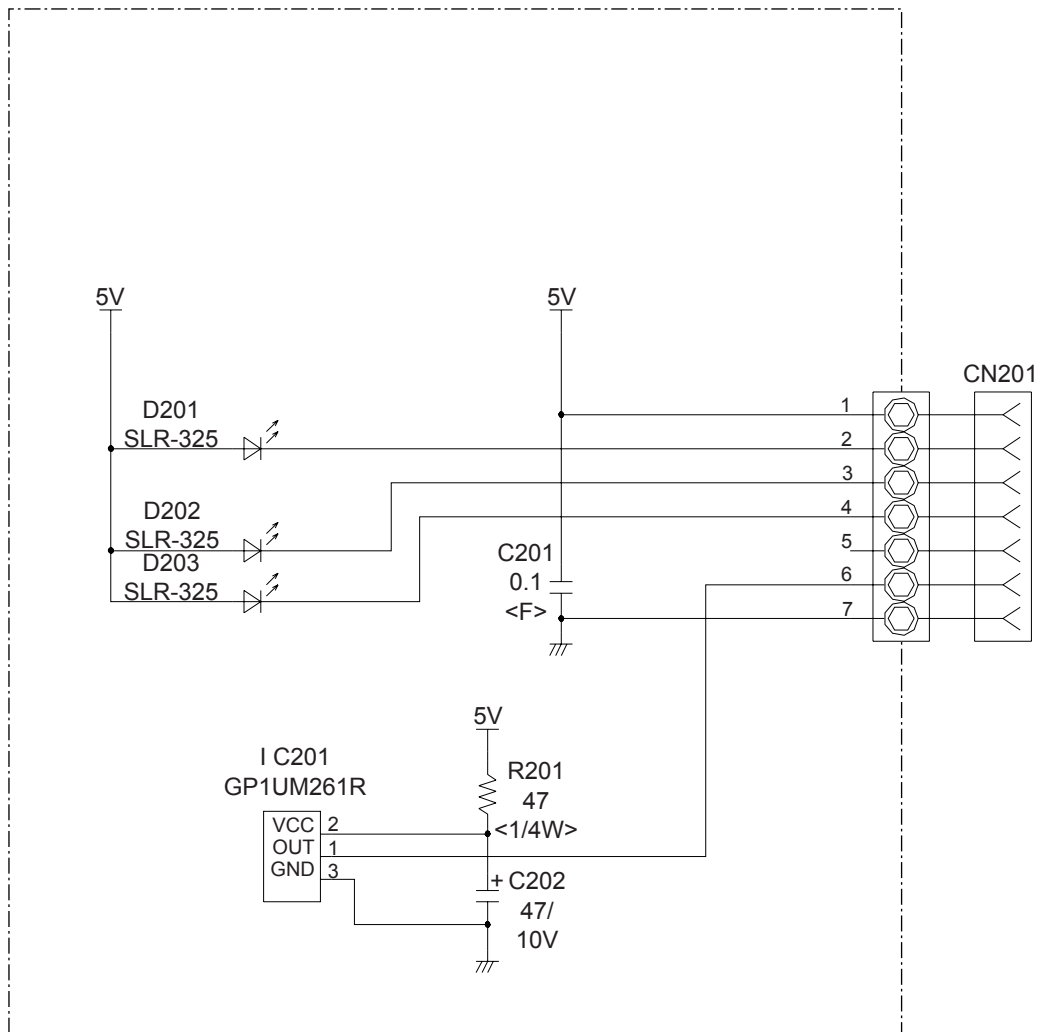 5V
5V
CN201
D201
SLR-325
1
2
3
D202
SLR-325
4
D203
SLR-325
C201
0.1
<F>
5
6
7
5V
I C201
GP1UM261R
R201
47
<1/4W>
VCC 2
OUT 1
GND 3
+ C202
47/
10V